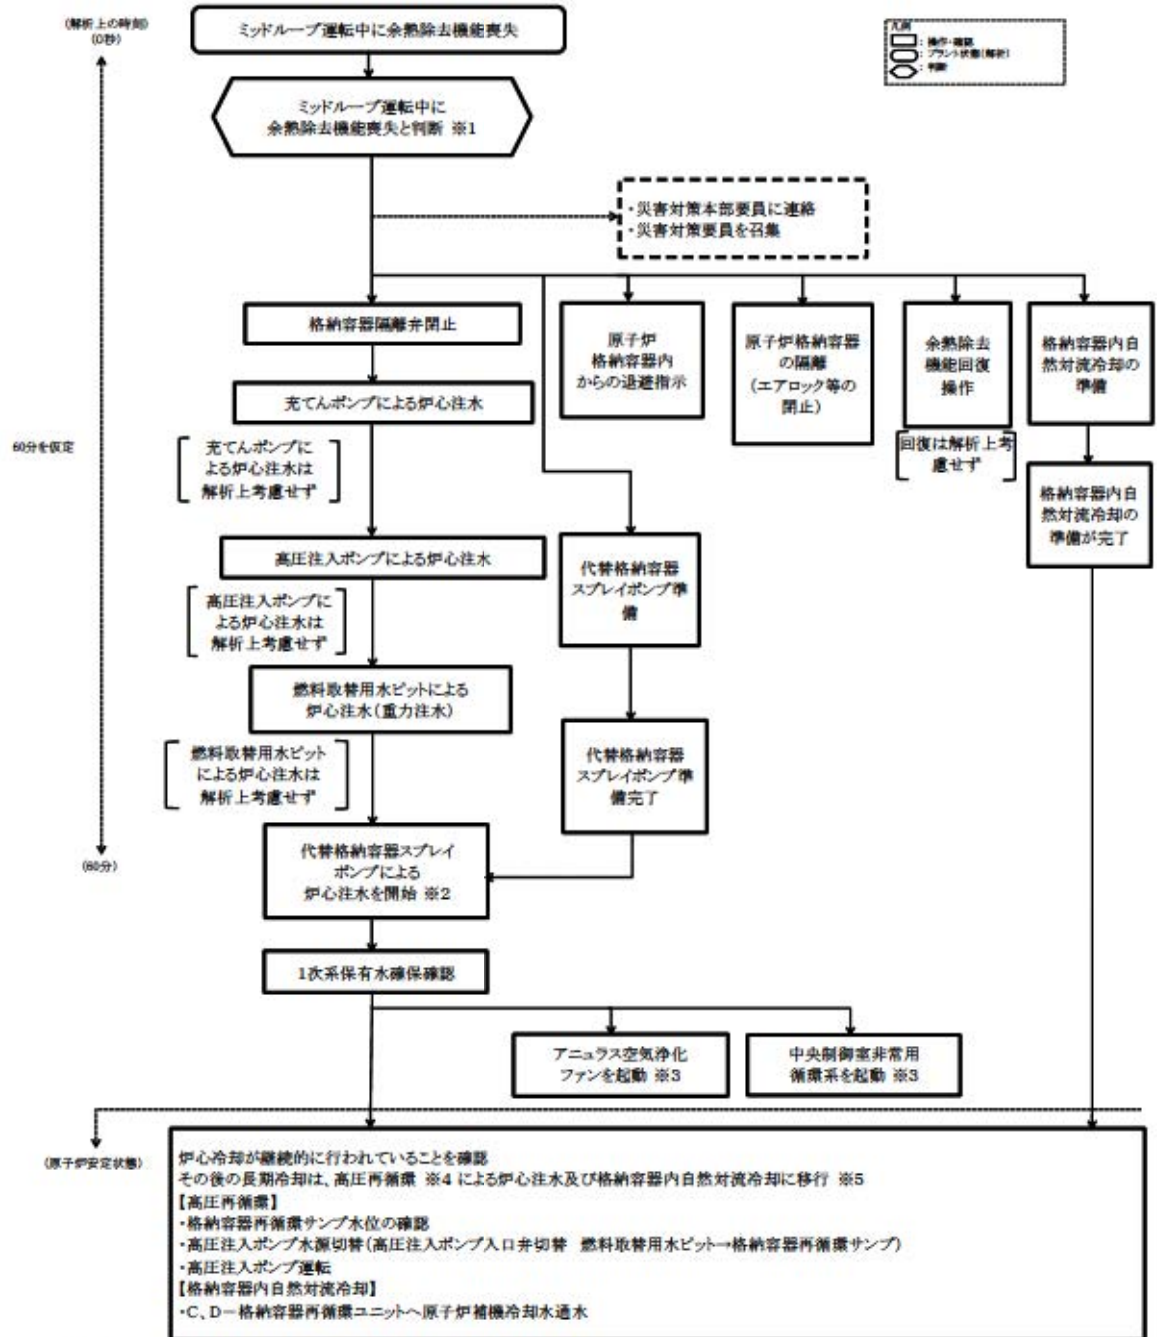 (解析上の時刻)
(0秒)
ミッドループ運転中に余熱除去機能喪失
凡例
： 操作・確認
： プラント状態(解析)
： 判断
ミッドループ運転中に
余熱除去機能喪失と判断 ※1
・災害対策本部要員に連絡
・災害対策要員を召集
格納容器隔離弁閉止
原子炉
格納容器内
からの退避指示
原子炉格納容器
の隔離
(エアロック等の
閉止)
余熱除去
機能回復
操作
回復は解析上考
慮せず
格納容器内自
然対流冷却の
準備
格納容器内自
然対流冷却の
準備が完了
充てんポンプによる炉心注水
60分を仮定
充てんポンプに
よる炉心注水は
解析上考慮せず
高圧注入ポンプによる炉心注水
高圧注入ポンプに
よる炉心注水は
解析上考慮せず
代替格納容器
スプレイポンプ準
備
燃料取替用水ピットによる
炉心注水(重力注水)
燃料取替用水ピット
による炉心注水は
解析上考慮せず
代替格納容器
スプレイポンプ準
備完了
(60分)
代替格納容器スプレイ
ポンプによる
炉心注水を開始 ※2
1次系保有水確保確認
アニュラス空気浄化
ファンを起動 ※3
中央制御室非常用
循環系を起動 ※3
(原子炉安定状態)
炉心冷却が継続的に行われていることを確認
その後の長期冷却は、高圧再循環 ※4 による炉心注水及び格納容器内自然対流冷却に移行 ※5
【高圧再循環】
・格納容器再循環サンプ水位の確認
・高圧注入ポンプ水源切替(高圧注入ポンプ入口弁切替 燃料取替用水ピット→格納容器再循環サンプ)
・高圧注入ポンプ運転
【格納容器内自然対流冷却】
・C、D－格納容器再循環ユニットへ原子炉補機冷却水通水